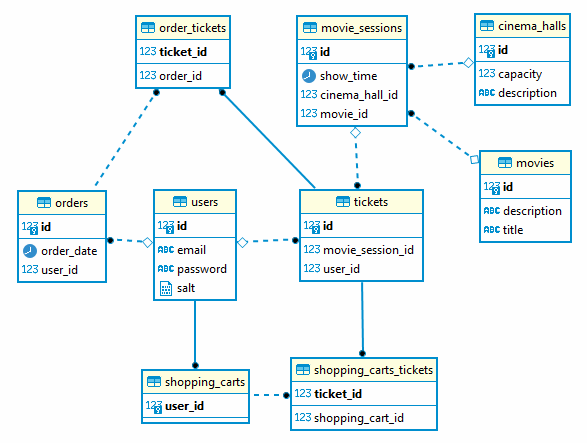 order_tickets
123 ticket_id
123 order_id
movie_sessions
123 id
show_time
123 cinema_hall_id
123 movie_id
cinema_halls
123 id
123 capacity
ABC description
movies
123 id
ABC description
ABC title
orders
123 id
order_date
123 user_id
users
123 id
ABC email
ABC password
salt
tickets
123 id
123 movie_session_id
123 user_id
shopping_carts
123 user_id
shopping_carts_tickets
123 ticket_id
123 shopping_cart_id